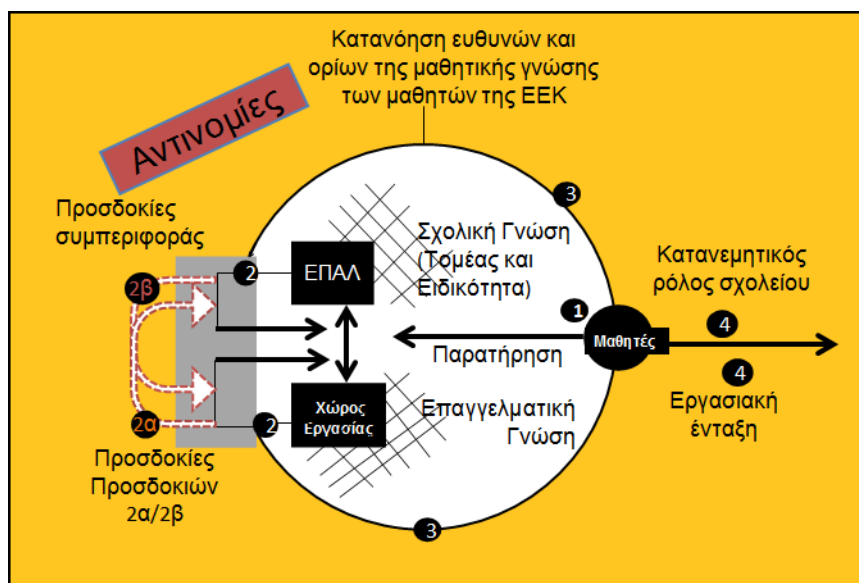 Κατανόηση ευθυνών και
ορίων της μαθητικής γνώσης
των μαθητών της ΕΕΚ
Αντινομίες
3
Προσδοκίες
συμπεριφοράς
Σχολική Γνώση
(Τομέας και
Ειδικότητα)
Κατανεμητικός
ρόλος σχολείου
2
ΕΠΑΛ
2β
1
Μαθητές
4
Παρατήρηση
4
Εργασιακή
ένταξη
Χώρος
Εργασίας
Επαγγελματική
Γνώση
2α
2
Προσδοκίες
Προσδοκιών
2α/2β
3